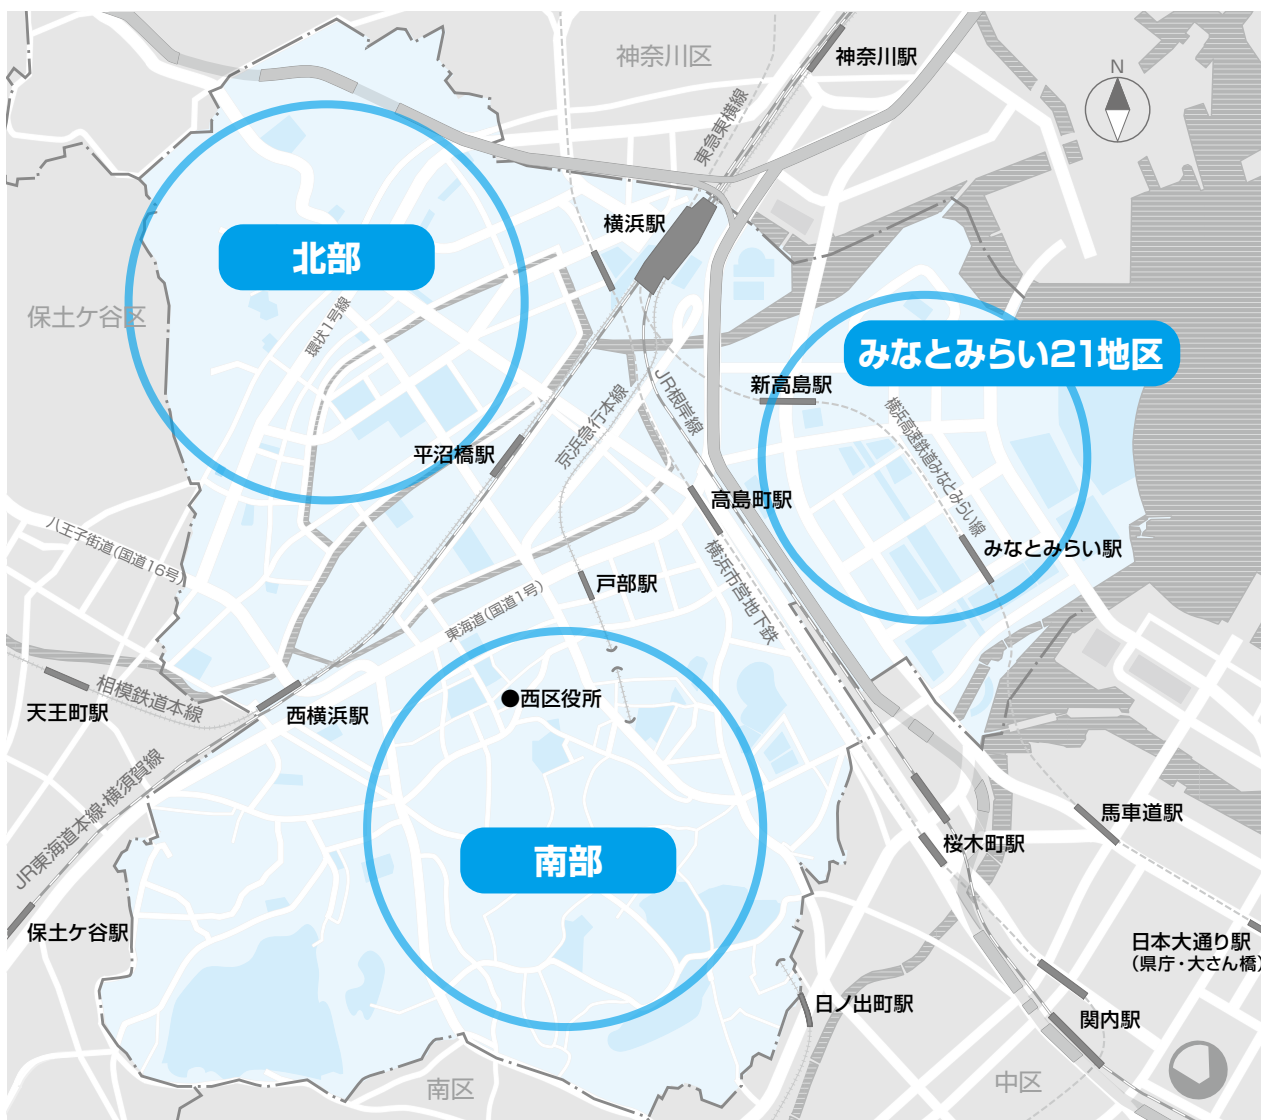 神奈川区
神奈川駅
N
東急東横線
横浜駅
北部
保土ケ谷区
環状1号線
みなとみらい21地区
新高島駅
JR根岸線
横浜高速鉄道みなとみらい線
京浜急行本線
平沼橋駅
高島町駅
みなとみらい駅
八王子街道(国道16号)
横浜市営地下鉄
戸部駅
東海道(国道1号)
相模鉄道本線
天王町駅
西横浜駅
●西区役所
JR東海道本線・横須賀線
馬車道駅
桜木町駅
南部
保土ケ谷駅
日本大通り駅
(県庁・大さん橋)
日ノ出町駅
関内駅
南区
中区